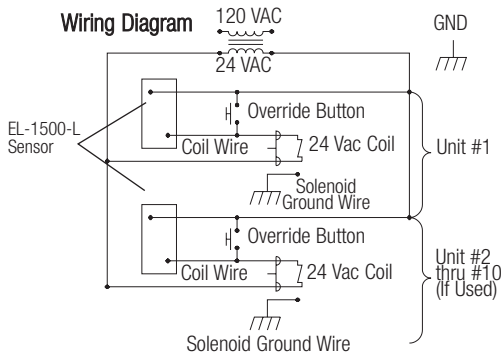 Wiring Diagram
120 VAC
24 VAC
GND
EL-1500-L
Sensor
Override Button
Coil Wire
24 Vac Coil
Unit #1
Solenoid
Ground Wire
Override Button
Coil Wire
24 Vac Coil
Unit #2
thru #10
(If Used)
Solenoid Ground Wire